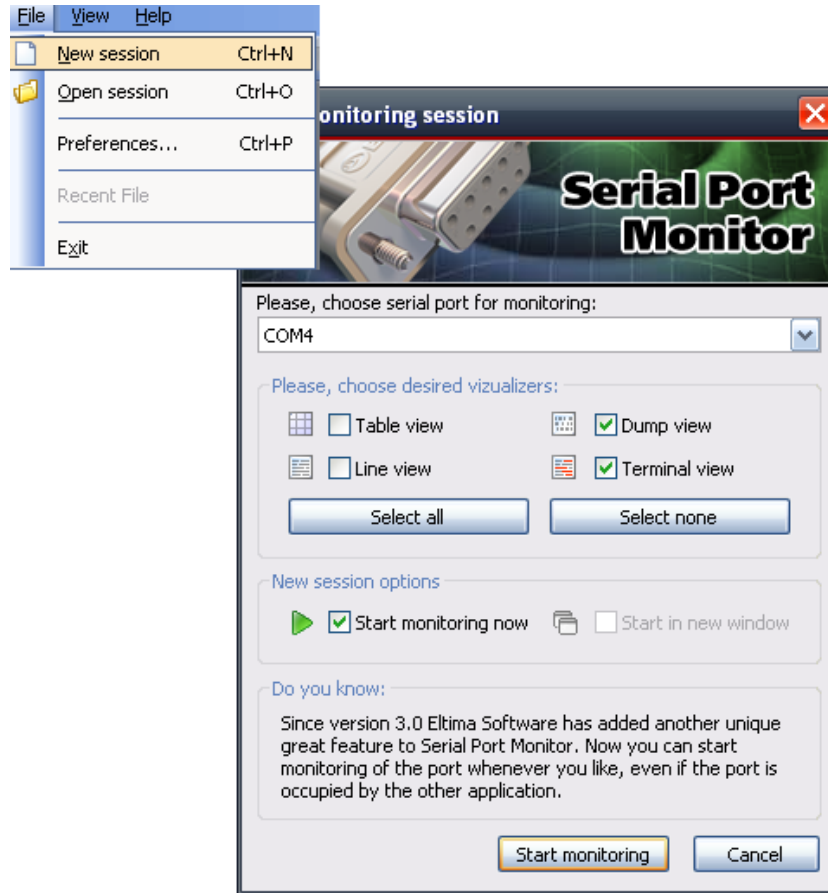 File View Help
New session Ctrl+N
Open session Ctrl+O
Preferences... Ctrl+P
Recent File
Exit
onitoring session
Serial Port
Monitor
Please, choose serial port for monitoring:
COM4
Please, choose desired vizualizers:
Table view Dump view
Line view Terminal view
Select all Select none
New session options
Start monitoring now Start in new window
Do you know:
Since version 3.0 Eltima Software has added another unique
great feature to Serial Port Monitor. Now you can start
monitoring of the port whenever you like, even if the port is
occupied by the other application.
Start monitoring Cancel